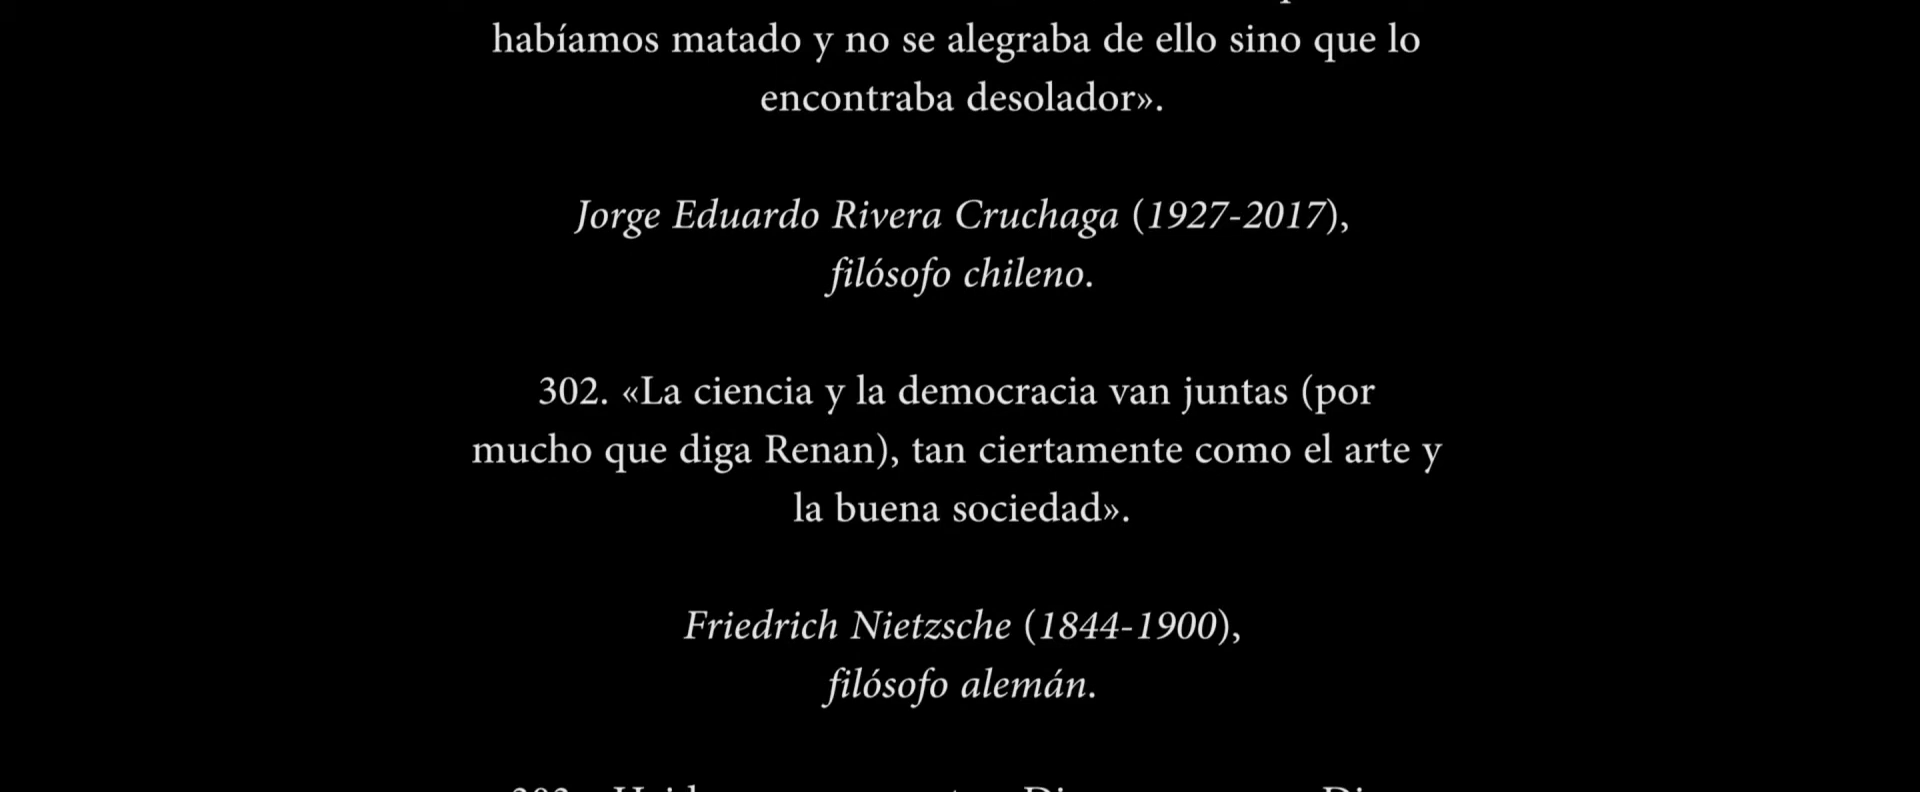 habíamos matado y no se alegraba de ello sino que lo
encontraba desolador».
Jorge Eduardo Rivera Cruchaga (1927-2017),
filósofo chileno.
302. «La ciencia y la democracia van juntas (por
mucho que diga Renan), tan ciertamente como el arte y
la buena sociedad».
Friedrich Nietzsche (1844-1900),
filósofo alemán.